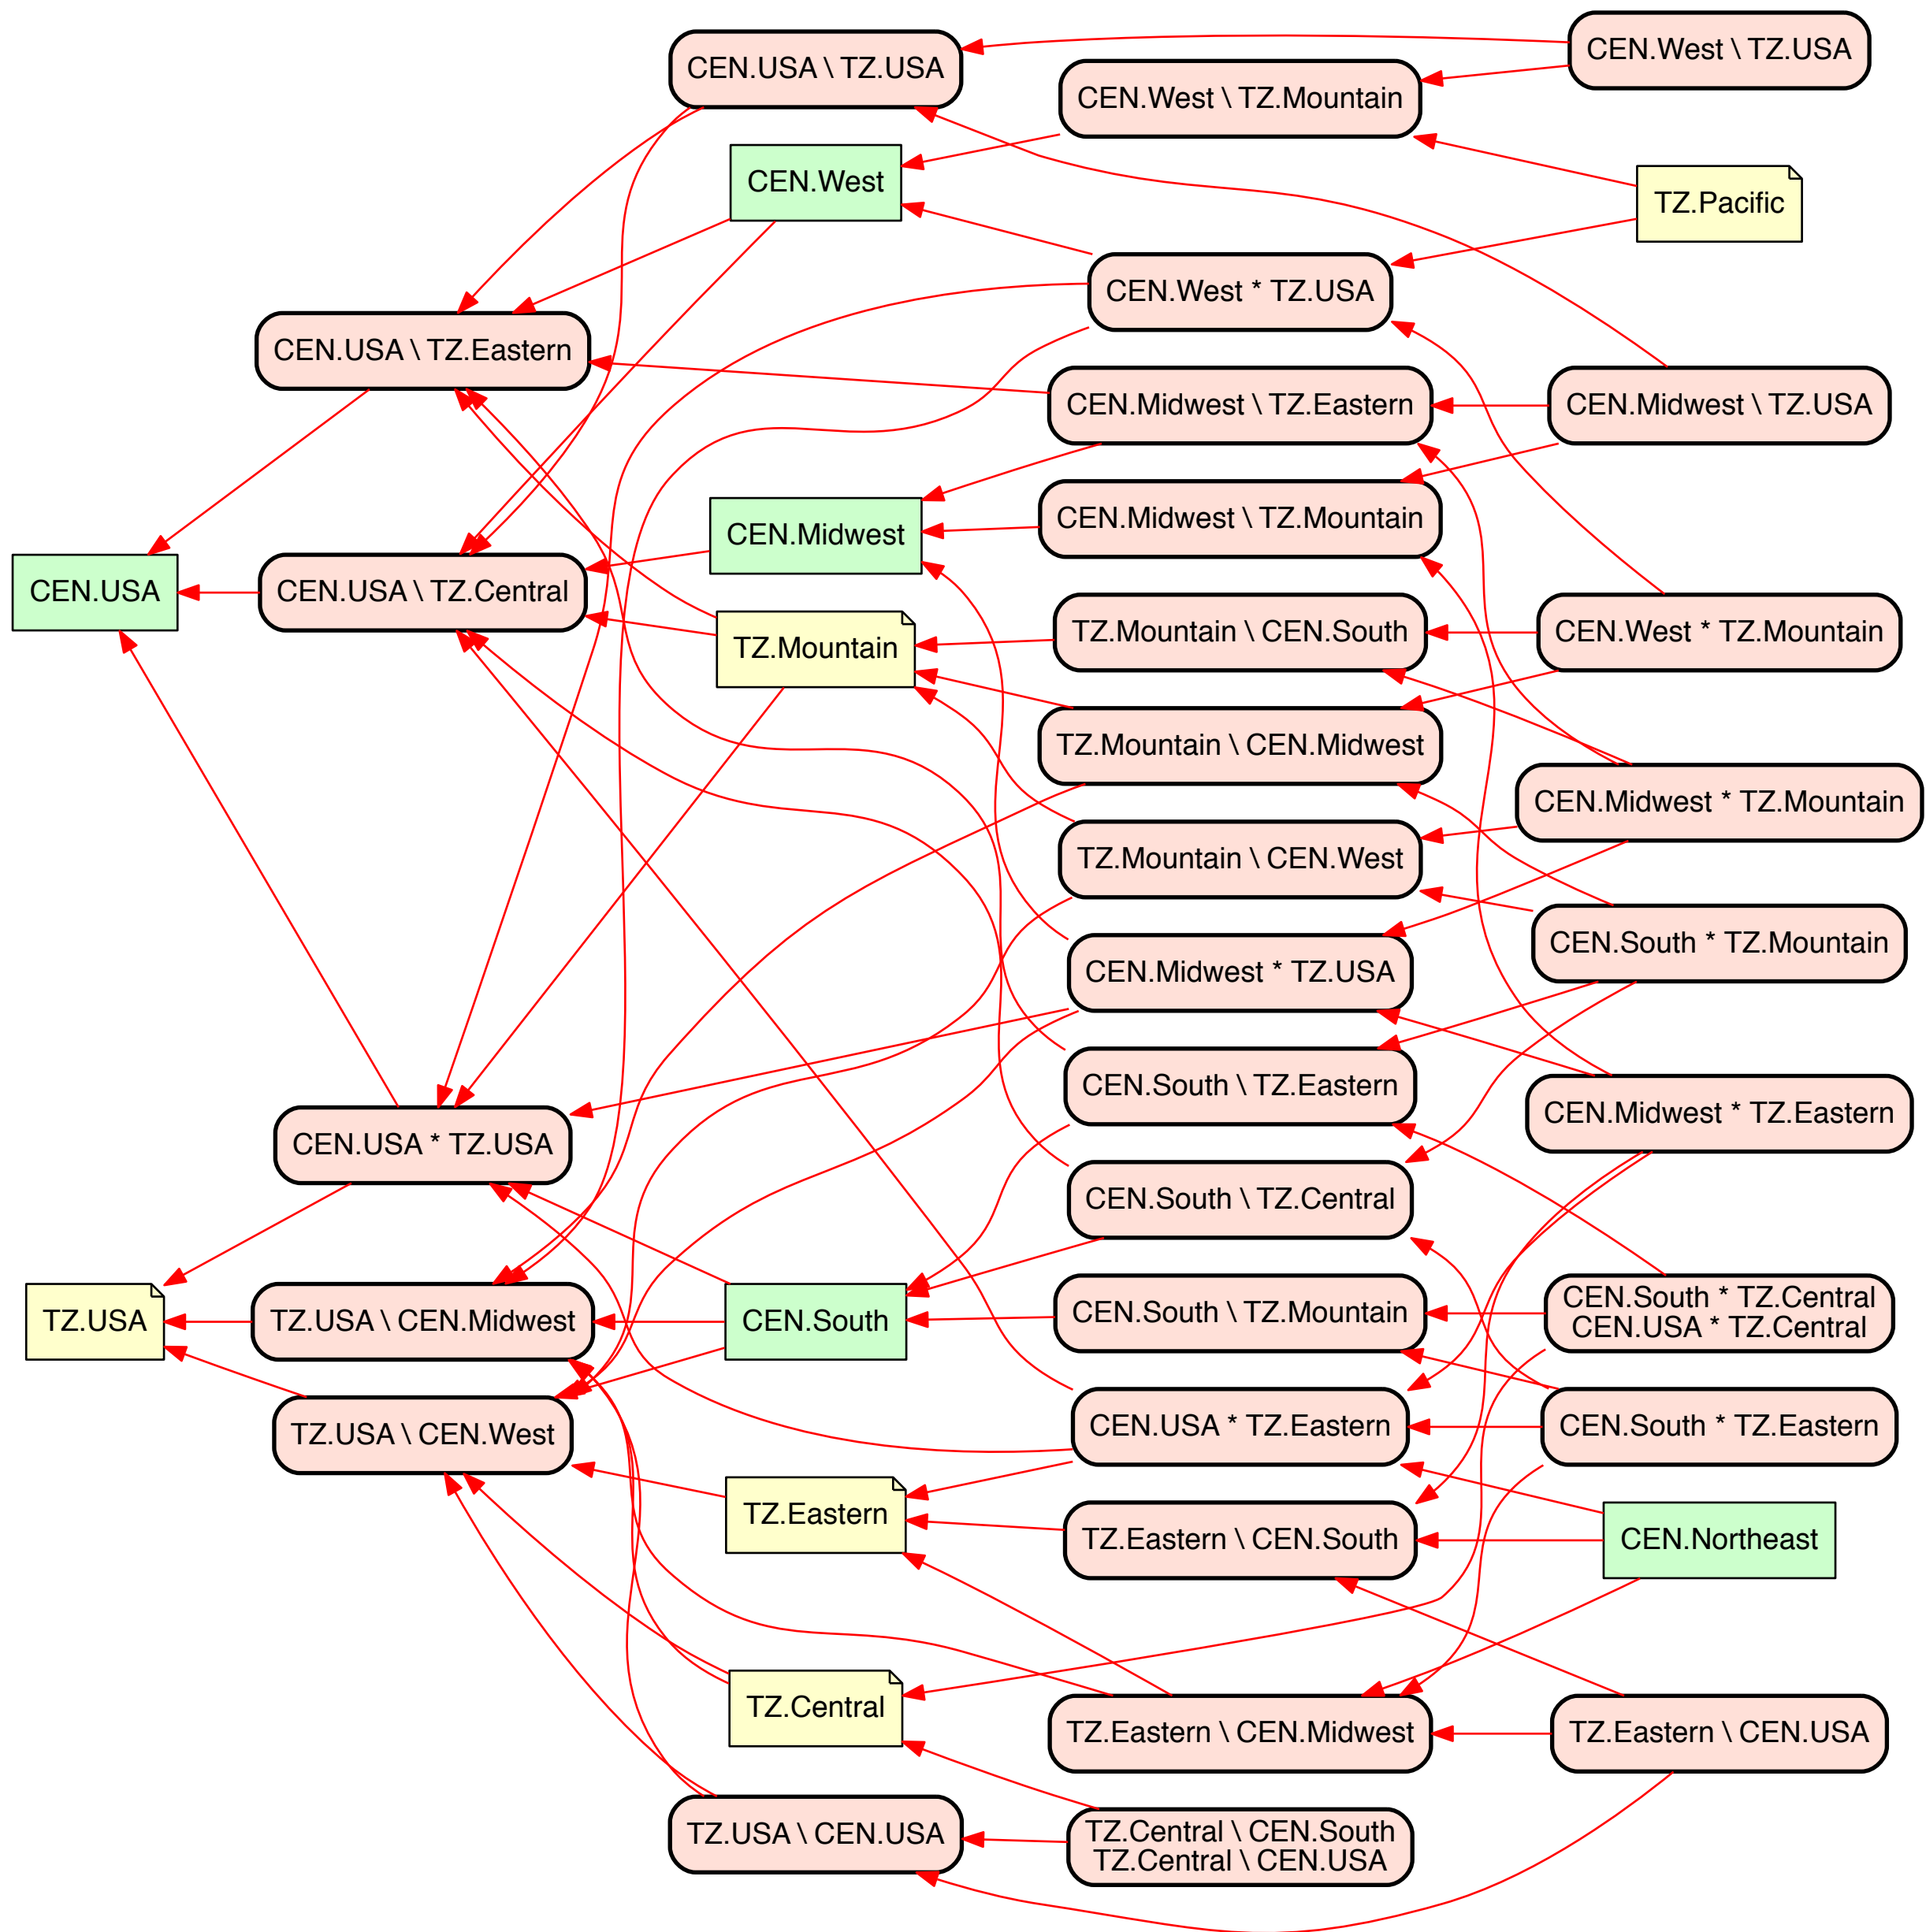 CEN.USA
TZ.USA
CEN.USA \ TZ.Eastern
CEN.USA \ TZ.Central
CEN.USA * TZ.USA
TZ.USA \ CEN.Midwest
TZ.USA \ CEN.West
CEN.USA \ TZ.USA
CEN.West
CEN.Midwest
TZ.Mountain
CEN.South
TZ.Eastern
TZ.Central
TZ.USA \ CEN.USA
CEN.West \ TZ.Mountain
CEN.West * TZ.USA
CEN.Midwest \ TZ.Eastern
CEN.Midwest \ TZ.Mountain
TZ.Mountain \ CEN.South
TZ.Mountain \ CEN.Midwest
TZ.Mountain \ CEN.West
CEN.Midwest * TZ.USA
CEN.South \ TZ.Eastern
CEN.South \ TZ.Central
CEN.South \ TZ.Mountain
CEN.USA * TZ.Eastern
TZ.Eastern \ CEN.South
TZ.Eastern \ CEN.Midwest
TZ.Central \ CEN.South
TZ.Central \ CEN.USA
CEN.West \ TZ.USA
TZ.Pacific
CEN.Midwest \ TZ.USA
CEN.West * TZ.Mountain
CEN.Midwest * TZ.Mountain
CEN.South * TZ.Mountain
CEN.Midwest * TZ.Eastern
CEN.South * TZ.Central
CEN.USA * TZ.Central
CEN.South * TZ.Eastern
CEN.Northeast
TZ.Eastern \ CEN.USA